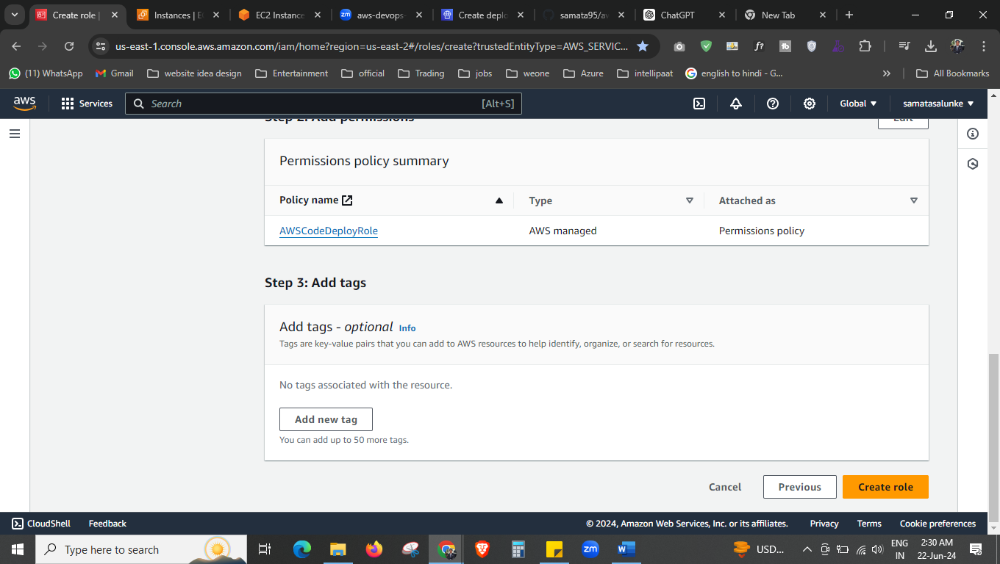 Create role |
Instances | E
EC2 Instance
zm aws-devops-
Create deplo
samata95/aw
ChatGPT
New Tab
us-east-1.console.aws.amazon.com/iam/home?region=us-east-2#/roles/create?trustedEntityType=AWS_SERVIC...
f?
(11) WhatsApp
Gmail
website idea design
Entertainment
official
Trading
jobs
weone
Azure
intellipaat
english to hindi - G...
All Bookmarks
aws
Services
Search
[Alt+S]
Global
samatasalunke
Step 2: Add permissions
Edit
Permissions policy summary
Policy name
Type
Attached as
AWSCodeDeployRole
AWS managed
Permissions policy
Step 3: Add tags
Add tags - optional Info
Tags are key-value pairs that you can add to AWS resources to help identify, organize, or search for resources.
No tags associated with the resource.
Add new tag
You can add up to 50 more tags.
Cancel
Previous
Create role
CloudShell
Feedback
© 2024, Amazon Web Services, Inc. or its affiliates.
Privacy
Terms
Cookie preferences
Type here to search
zm
W
USD...
ENG
IN
2:30 AM
22-Jun-24